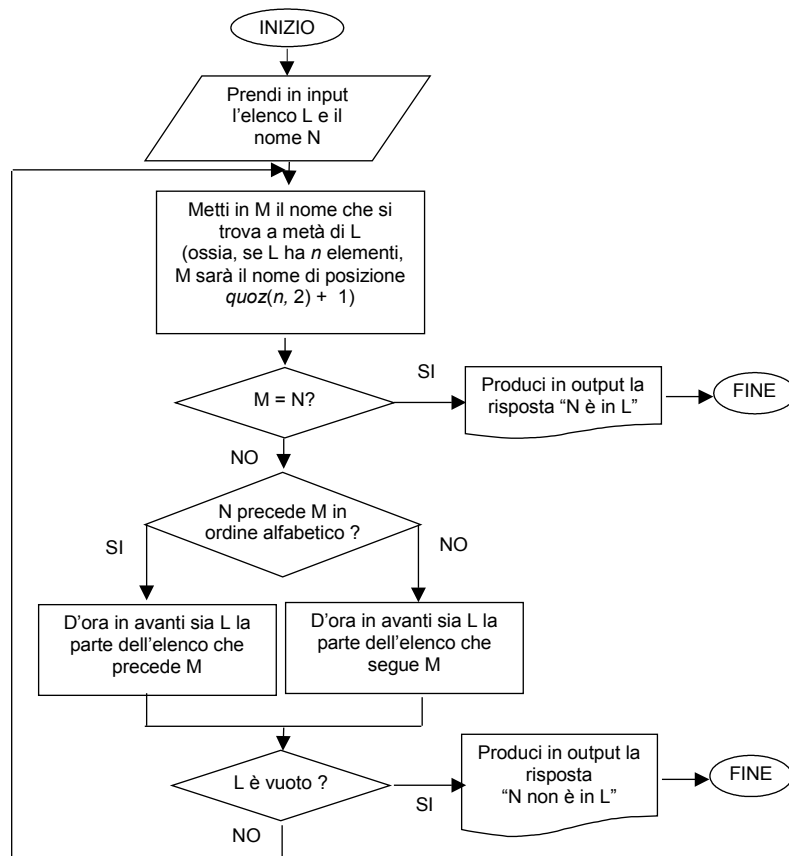 INIZIO
Prendi in input
l'elenco L e il
nome N
Metti in M il nome che si
trova a metà di L
(ossia, se L ha n elementi,
M sarà il nome di posizione
quoz(n, 2) + 1)
M = N?
SI
Produci in output la
risposta “N è in L”
FINE
NO
N precede M in
ordine alfabetico ?
SI
NO
D'ora in avanti sia L la
parte dell'elenco che
precede M
D'ora in avanti sia L la
parte dell'elenco che
segue M
L è vuoto ?
SI
Produci in output la
risposta
“N non è in L”
FINE
NO